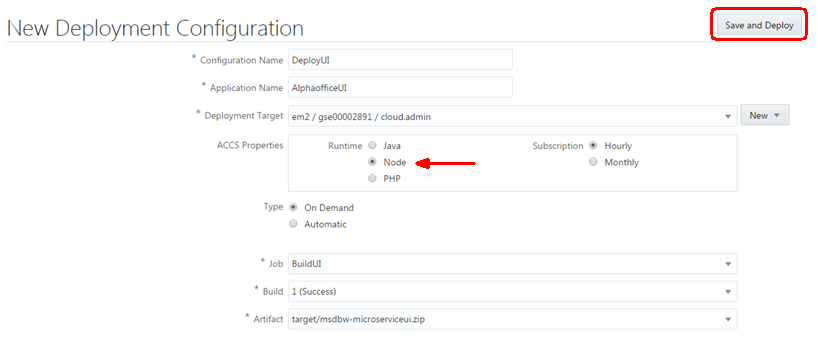 New Deployment Configuration
Save and Deploy
* Configuration Name DeployUI
* Application Name AlphaofficeUI
* Deployment Target em2 / gse00002891 / cloud.admin New
ACCS Properties Runtime Java Subscription Hourly
Node Monthly
PHP
Type On Demand
Automatic
* Job BuildUI
* Build 1 (Success)
* Artifact target/msdbw-microserviceui.zip